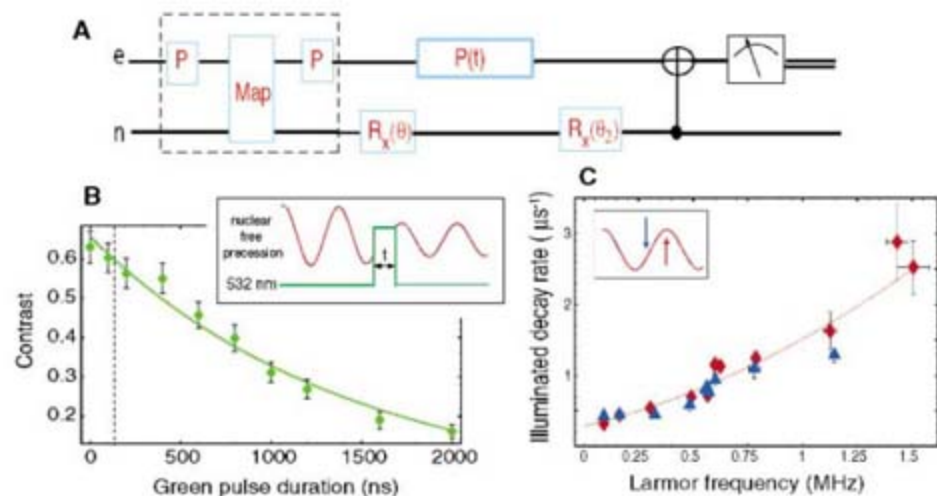 A
e
P
Map
P
P(t)
n
Rx(θ)
Rx(θ2)
B
nuclear
free
precession
532 nm
t
Contrast
0.6
0.5
0.4
0.3
0.2
0
500
1000
1500
2000
Green pulse duration (ns)
C
Illuminated decay rate ( μs⁻¹)
3
2
1
0
0.25
0.5
0.75
1
1.25
1.5
Larmor frequency (MHz)